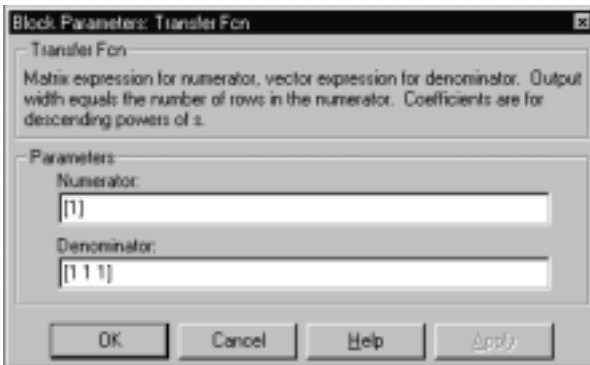 Block Parameters: Transfer Fcn
Transfer Fcn
Matrix expression for numerator, vector expression for denominator. Output
width equals the number of rows in the numerator. Coefficients are for
descending powers of s.
Parameters
Numerator:
[1]
Denominator:
[1 1 1]
OK Cancel Help Apply